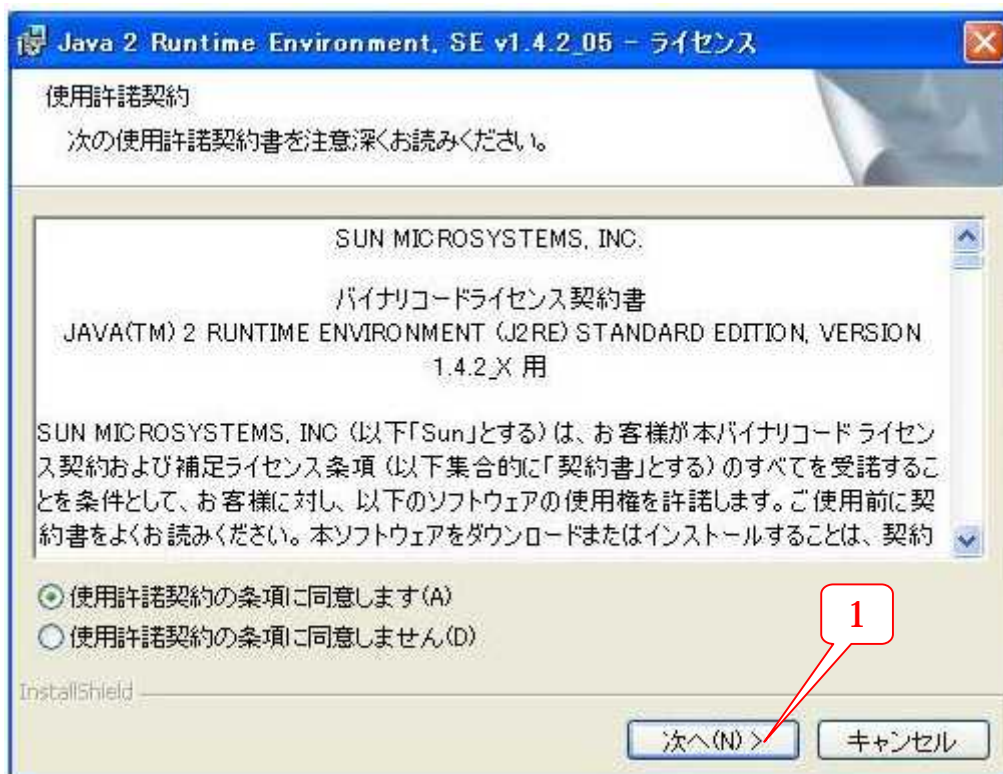 Java 2 Runtime Environment, SE v1.4.2_05 - ライセンス
使用許諾契約
次の使用許諾契約書を注意深くお読みください。
SUN MICROSYSTEMS, INC.
バイナリコードライセンス契約書
JAVA(TM) 2 RUNTIME ENVIRONMENT (J2RE) STANDARD EDITION, VERSION
1.4.2_X 用
SUN MICROSYSTEMS, INC (以下「Sun」とする) は、お客様が本バイナリコード ライセン
ス契約および補足ライセンス条項 (以下集合的に「契約書」とする) のすべてを受諾するこ
とを条件として、お客様に対し、以下のソフトウェアの使用権を許諾します。ご使用前に契
約書をよくお読みください。本ソフトウェアをダウンロードまたはインストールすることは、契約
使用許諾契約の条項に同意します(A)
使用許諾契約の条項に同意しません(D)
1
InstallShield
次へ(N) >
キャンセル